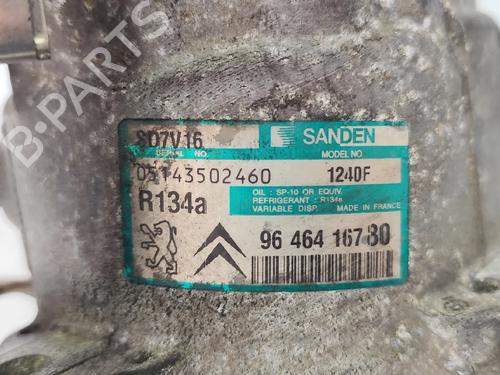 B-PARTS
SD7V16
SANDEN
SERIAL NO.
MODEL NO.
05143502460
1240F
R134a
OIL : SP-10 OR EQUIV.
REFRIGERANT : R134a
VARIABLE DISP. MADE IN FRANCE
96 464 167 80